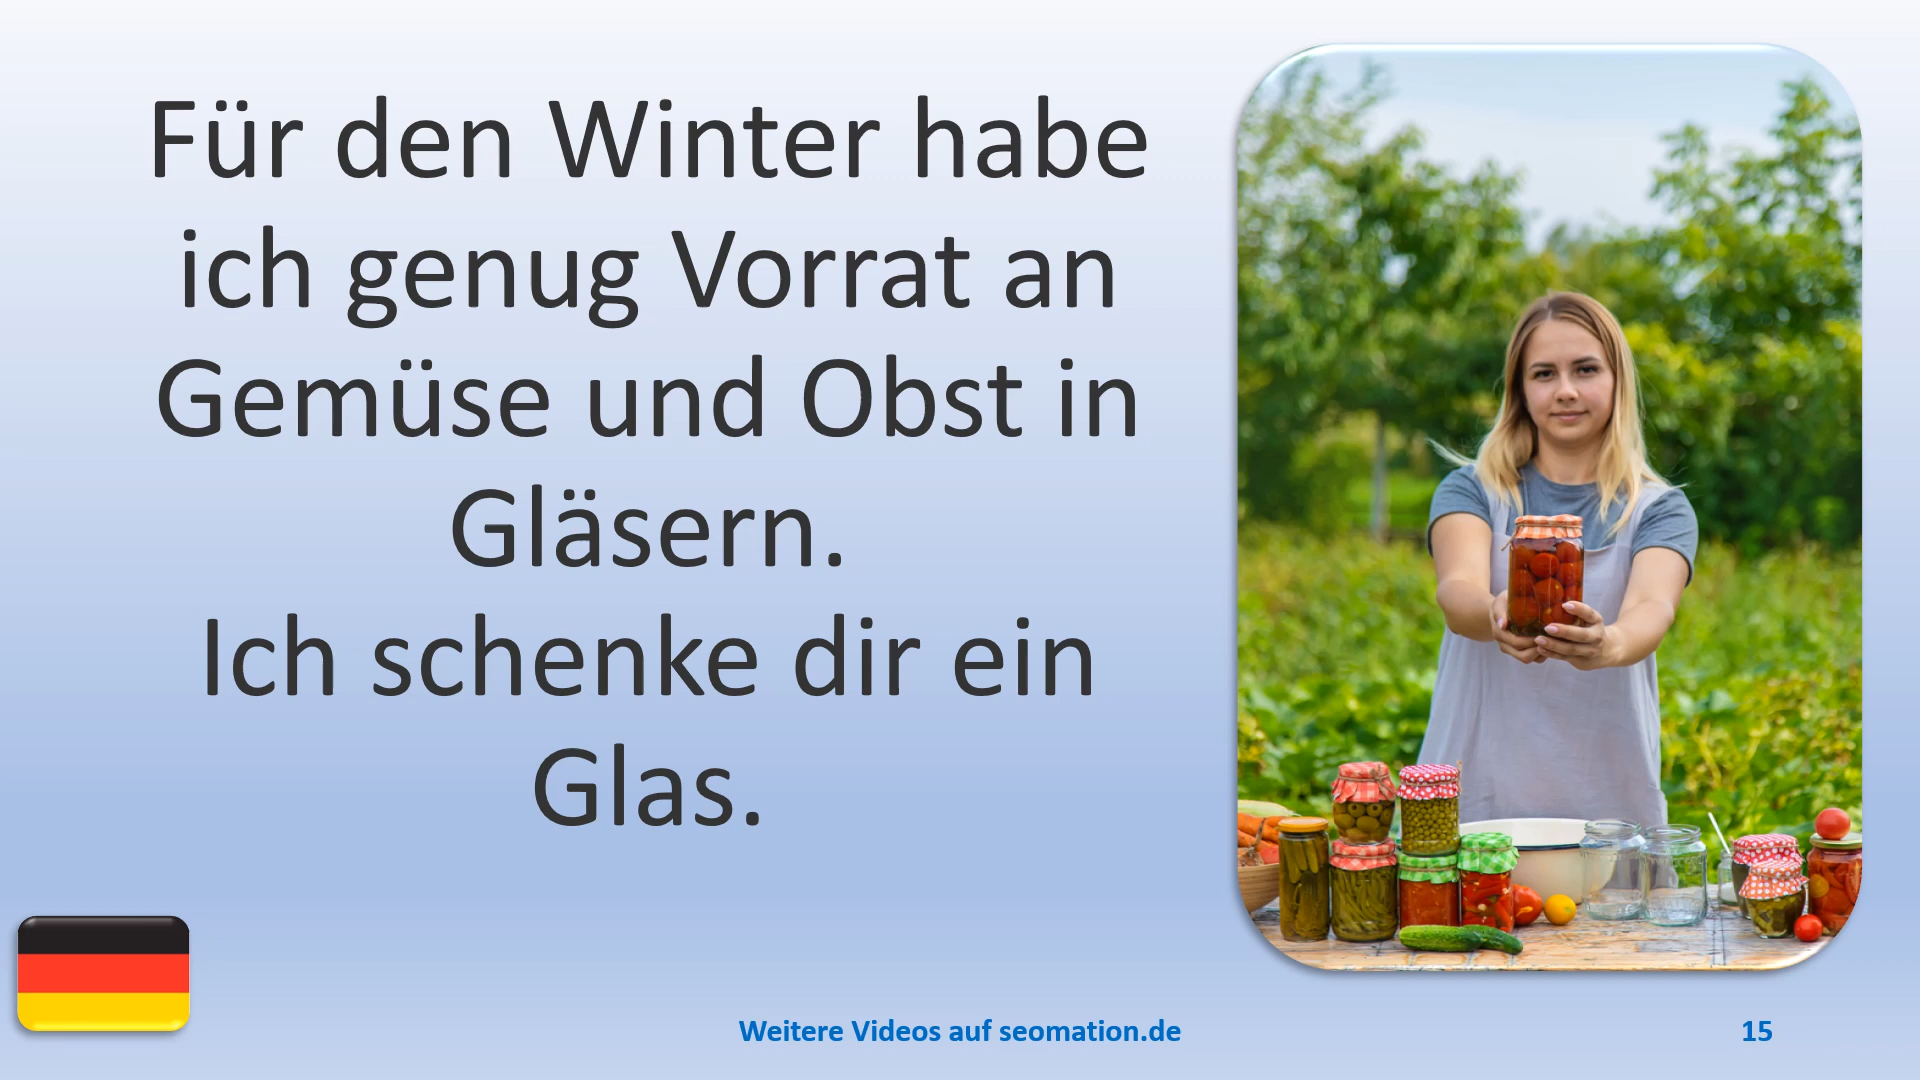 Für den Winter habe
ich genug Vorrat an
Gemüse und Obst in
Gläsern.
Ich schenke dir ein
Glas.
Weitere Videos auf seomation.de
15